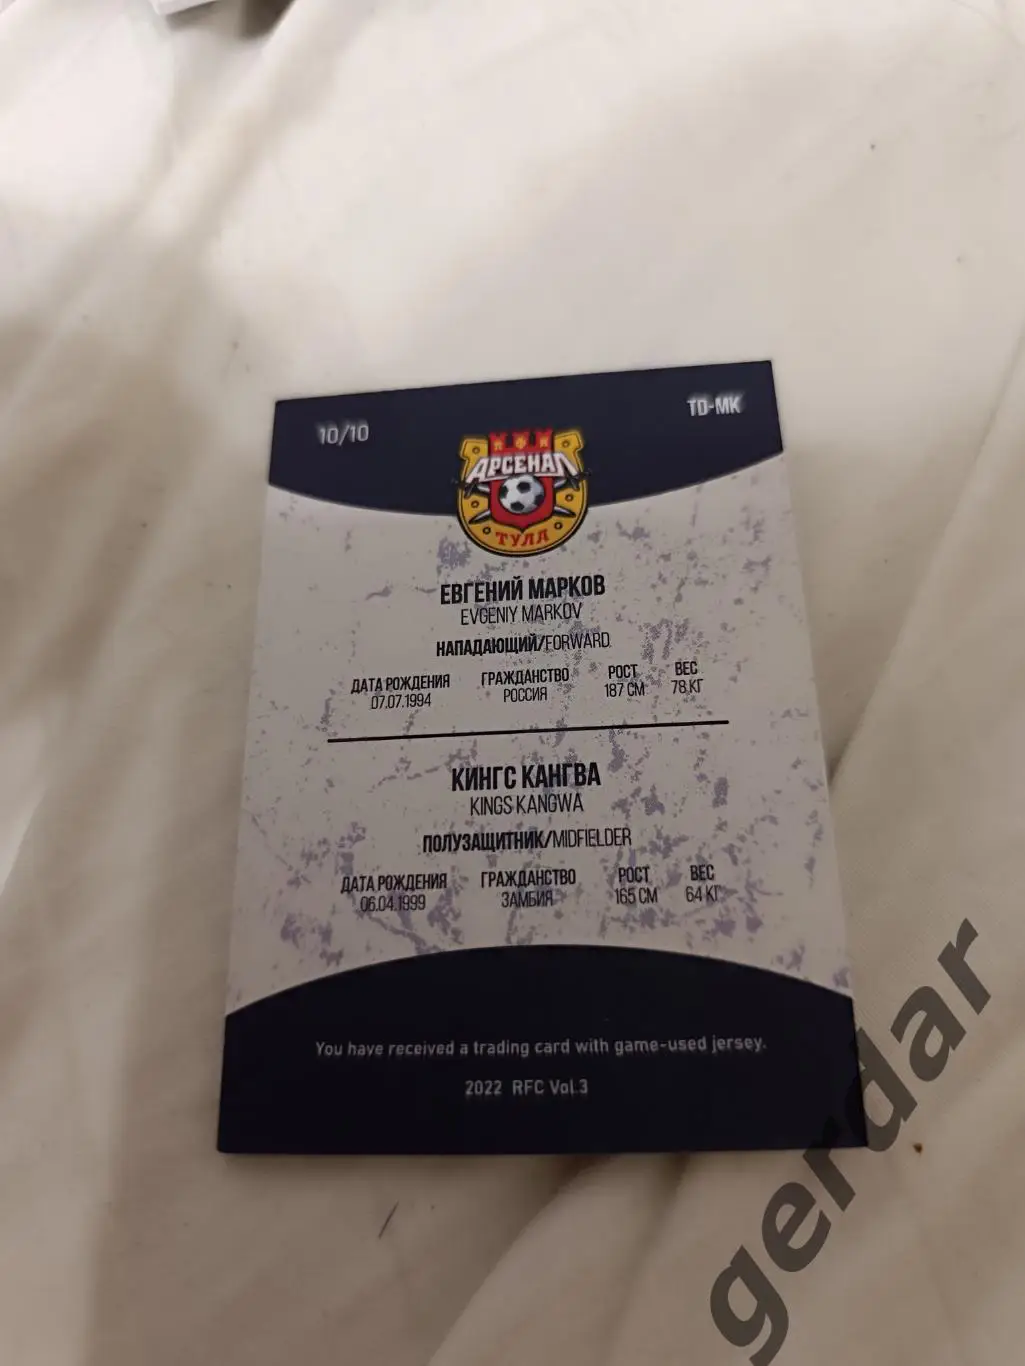 10/10
TD-MK
АРСЕНАЛ
ТУЛА
ЕВГЕНИЙ МАРКОВ
EVGENIY MARKOV
НАПАДАЮЩИЙ/FORWARD
ДАТА РОЖДЕНИЯ ГРАЖДАНСТВО РОСТ ВЕС
07.07.1994 РОССИЯ 187 СМ 78 КГ
КИНГС КАНГВА
KINGS KANGWA
ПОЛУЗАЩИТНИК/MIDFIELDER
ДАТА РОЖДЕНИЯ ГРАЖДАНСТВО РОСТ ВЕС
06.04.1999 ЗАМБИЯ 165 СМ 64 КГ
You have received a trading card with game-used jersey.
2022 RFC Vol.3
gerdar